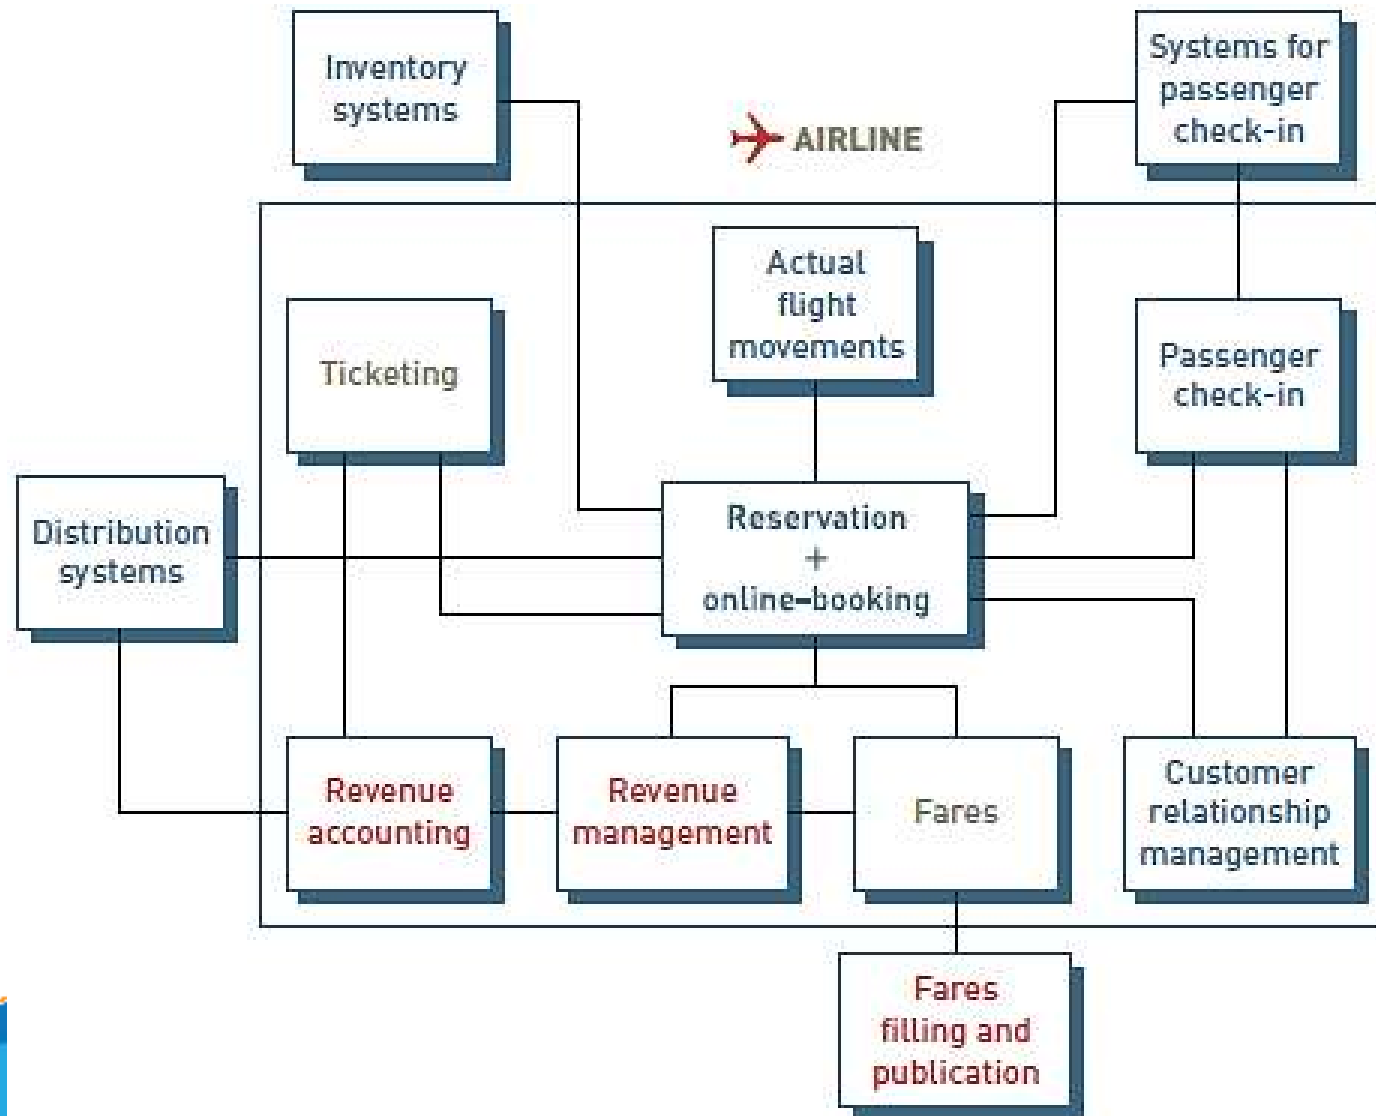 Inventory
systems
Systems for
passenger
check-in
AIRLINE
Actual
flight
movements
Ticketing
Passenger
check-in
Distribution
systems
Reservation
+
online-booking
Revenue
accounting
Revenue
management
Fares
Customer
relationship
management
Fares
filling and
publication